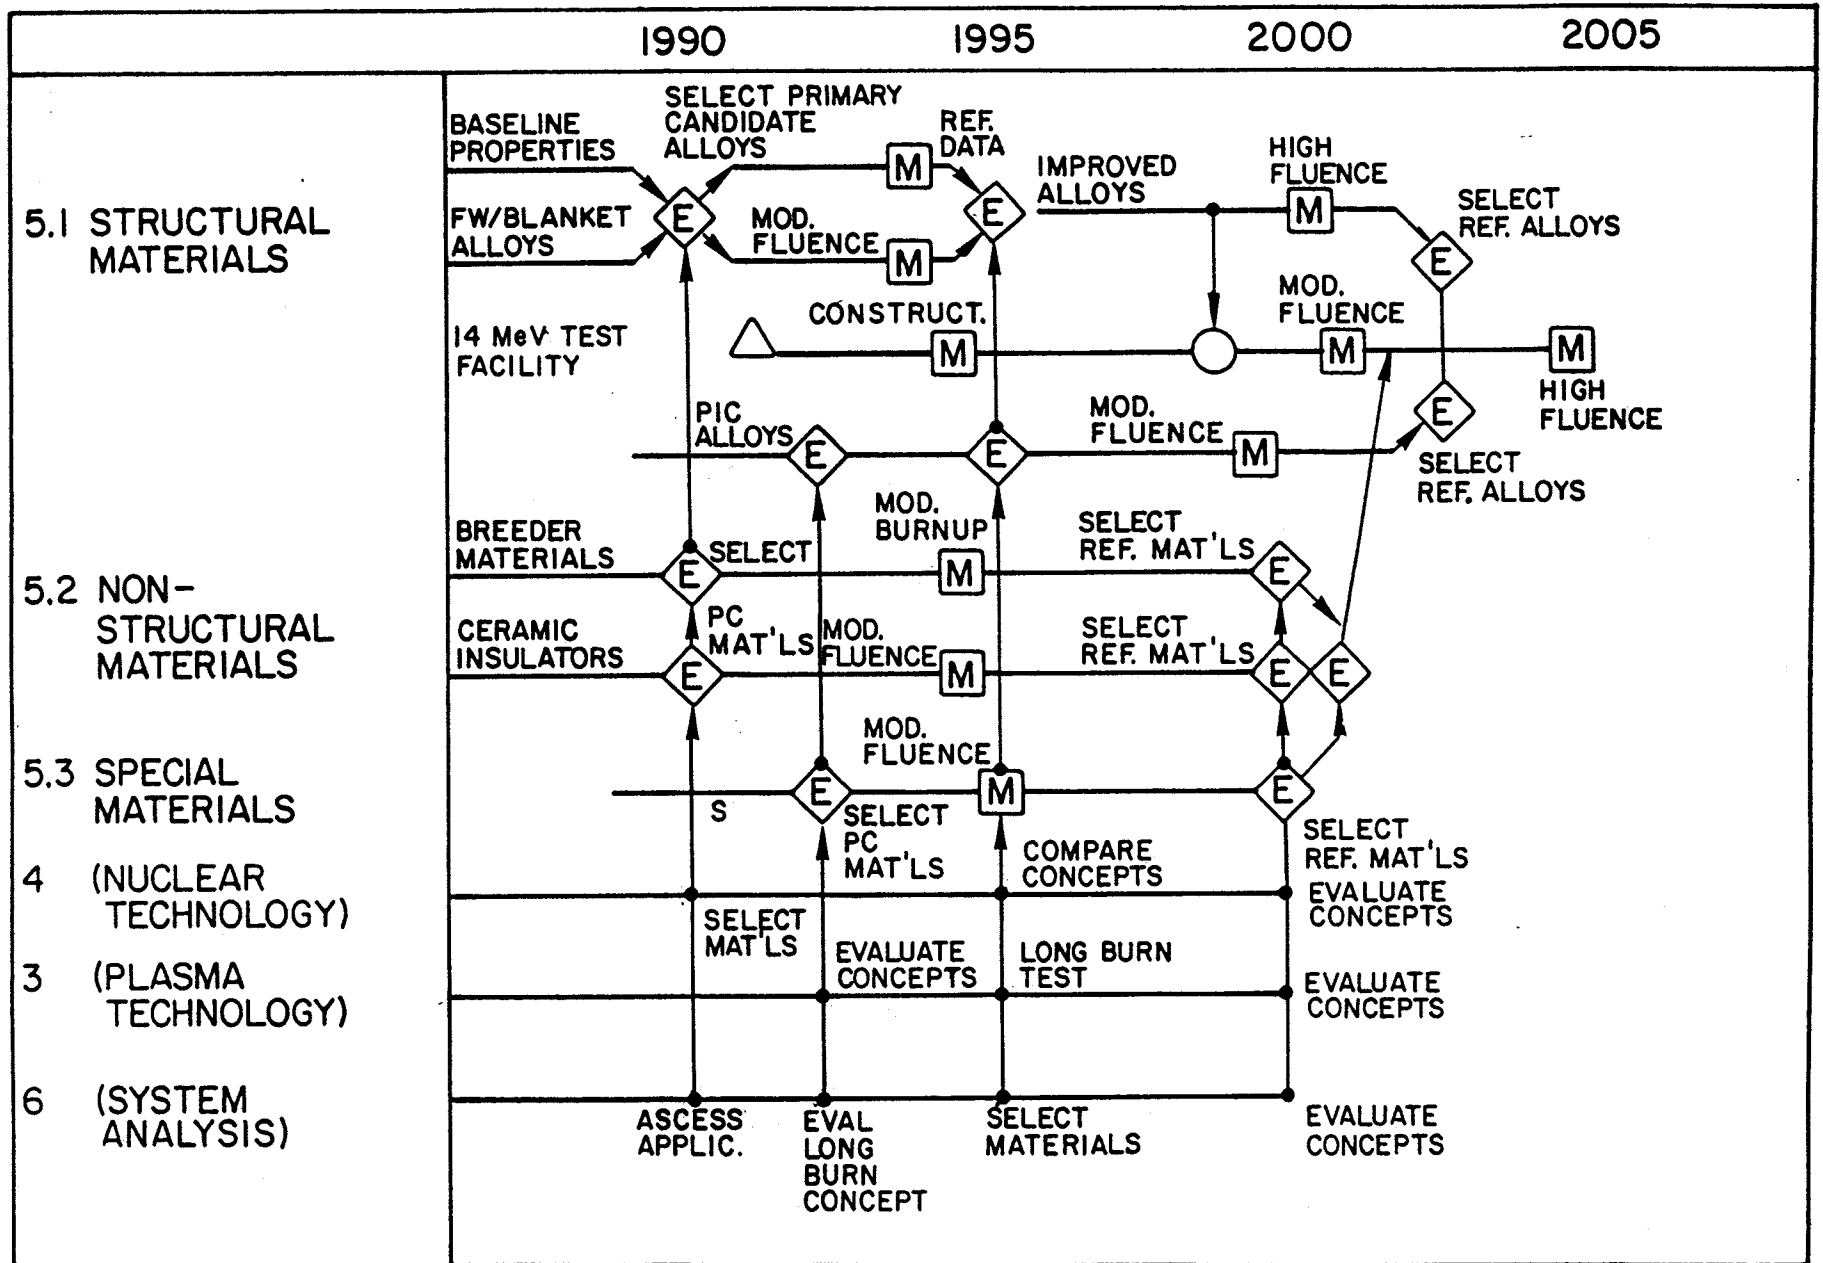 1990 1995 2000 2005
5.1 STRUCTURAL
MATERIALS
BASELINE
PROPERTIES
FW/BLANKET
ALLOYS
E
SELECT PRIMARY
CANDIDATE
ALLOYS
M
MOD.
FLUENCE
M
REF.
DATA
E
IMPROVED
ALLOYS
HIGH
FLUENCE
M
SELECT
REF. ALLOYS
E
14 MeV TEST
FACILITY
CONSTRUCT.
M
MOD.
FLUENCE
M
M
HIGH
FLUENCE
PIC
ALLOYS
E
E
MOD.
FLUENCE
M
E
SELECT
REF. ALLOYS
5.2 NON-
STRUCTURAL
MATERIALS
BREEDER
MATERIALS
E
SELECT
MOD.
BURNUP
M
SELECT
REF. MAT'LS
E
CERAMIC
INSULATORS
E
PC
MAT'LS
MOD.
FLUENCE
M
SELECT
REF. MAT'LS
E
E
5.3 SPECIAL
MATERIALS
S
E
SELECT
PC
MAT'LS
MOD.
FLUENCE
M
E
SELECT
REF. MAT'LS
4 (NUCLEAR
TECHNOLOGY)
SELECT
MAT'LS
COMPARE
CONCEPTS
EVALUATE
CONCEPTS
3 (PLASMA
TECHNOLOGY)
EVALUATE
CONCEPTS
LONG BURN
TEST
EVALUATE
CONCEPTS
6 (SYSTEM
ANALYSIS)
ASCESS
APPLIC.
EVAL
LONG
BURN
CONCEPT
SELECT
MATERIALS
EVALUATE
CONCEPTS